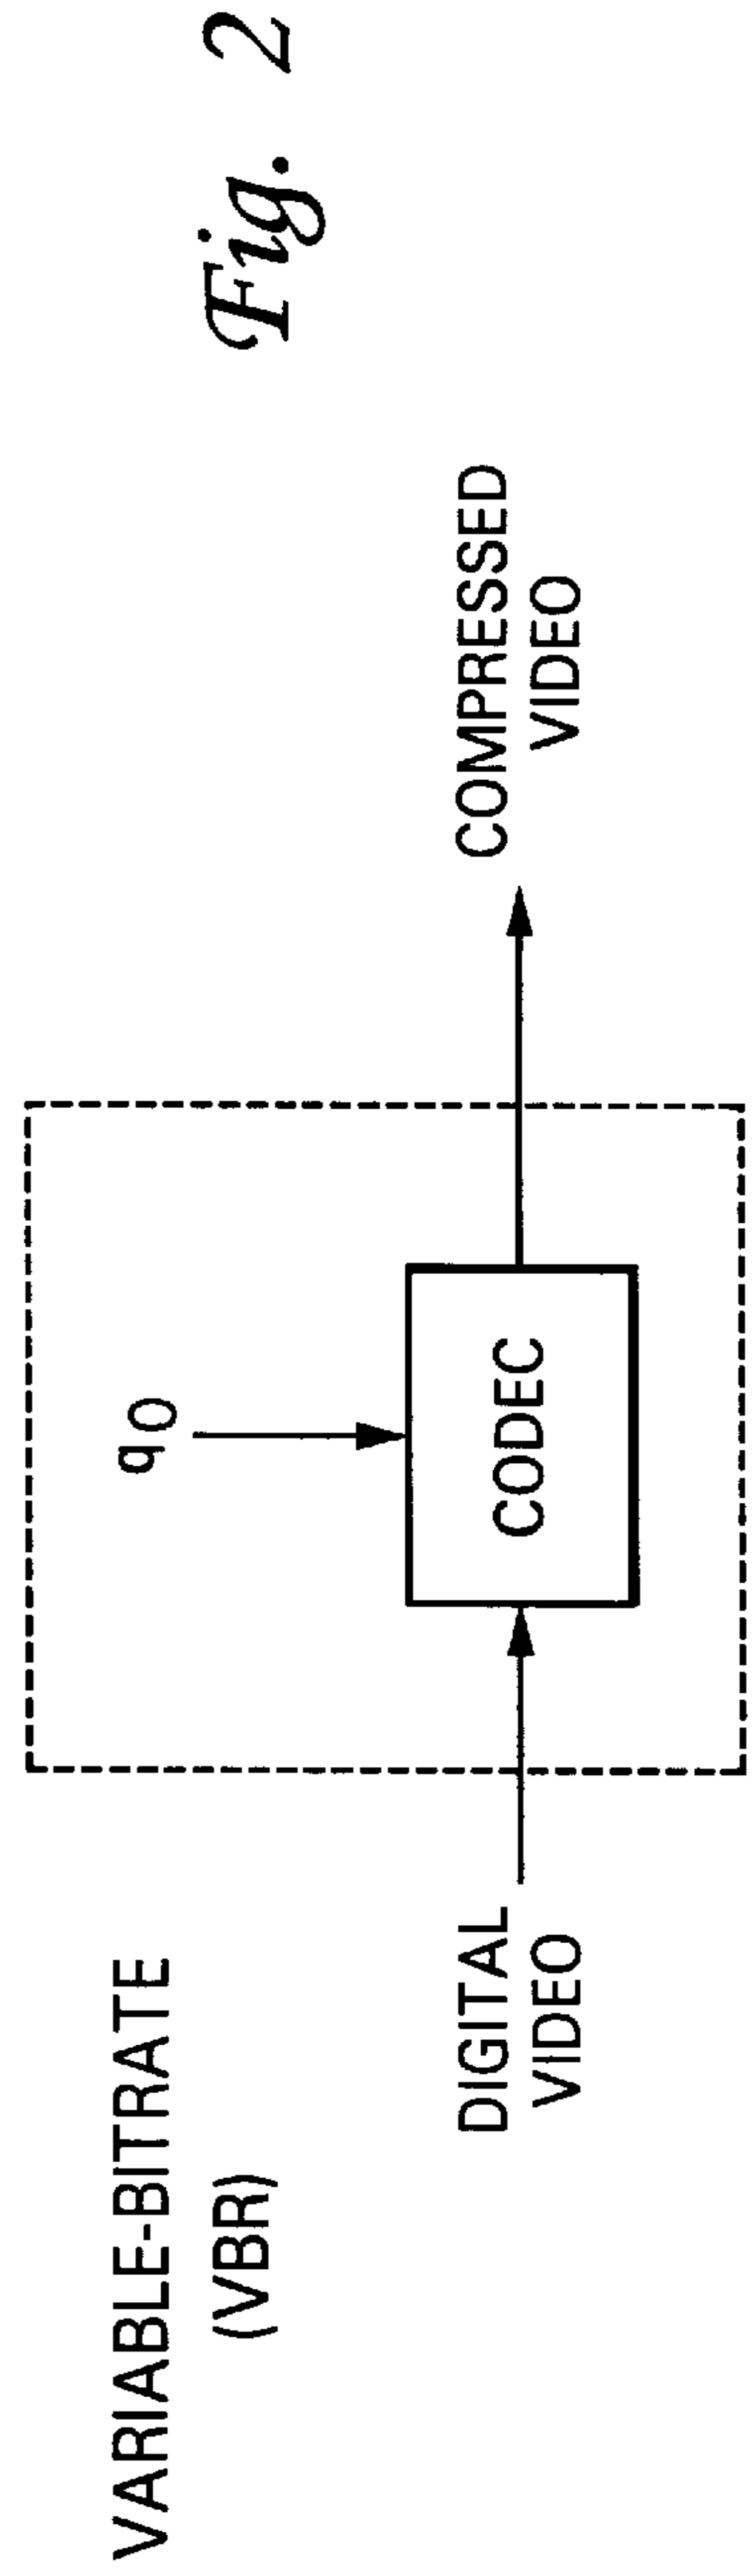 VARIABLE-BITRATE
(VBR)
q0
DIGITAL
VIDEO
CODEC
COMPRESSED
VIDEO
Fig. 2